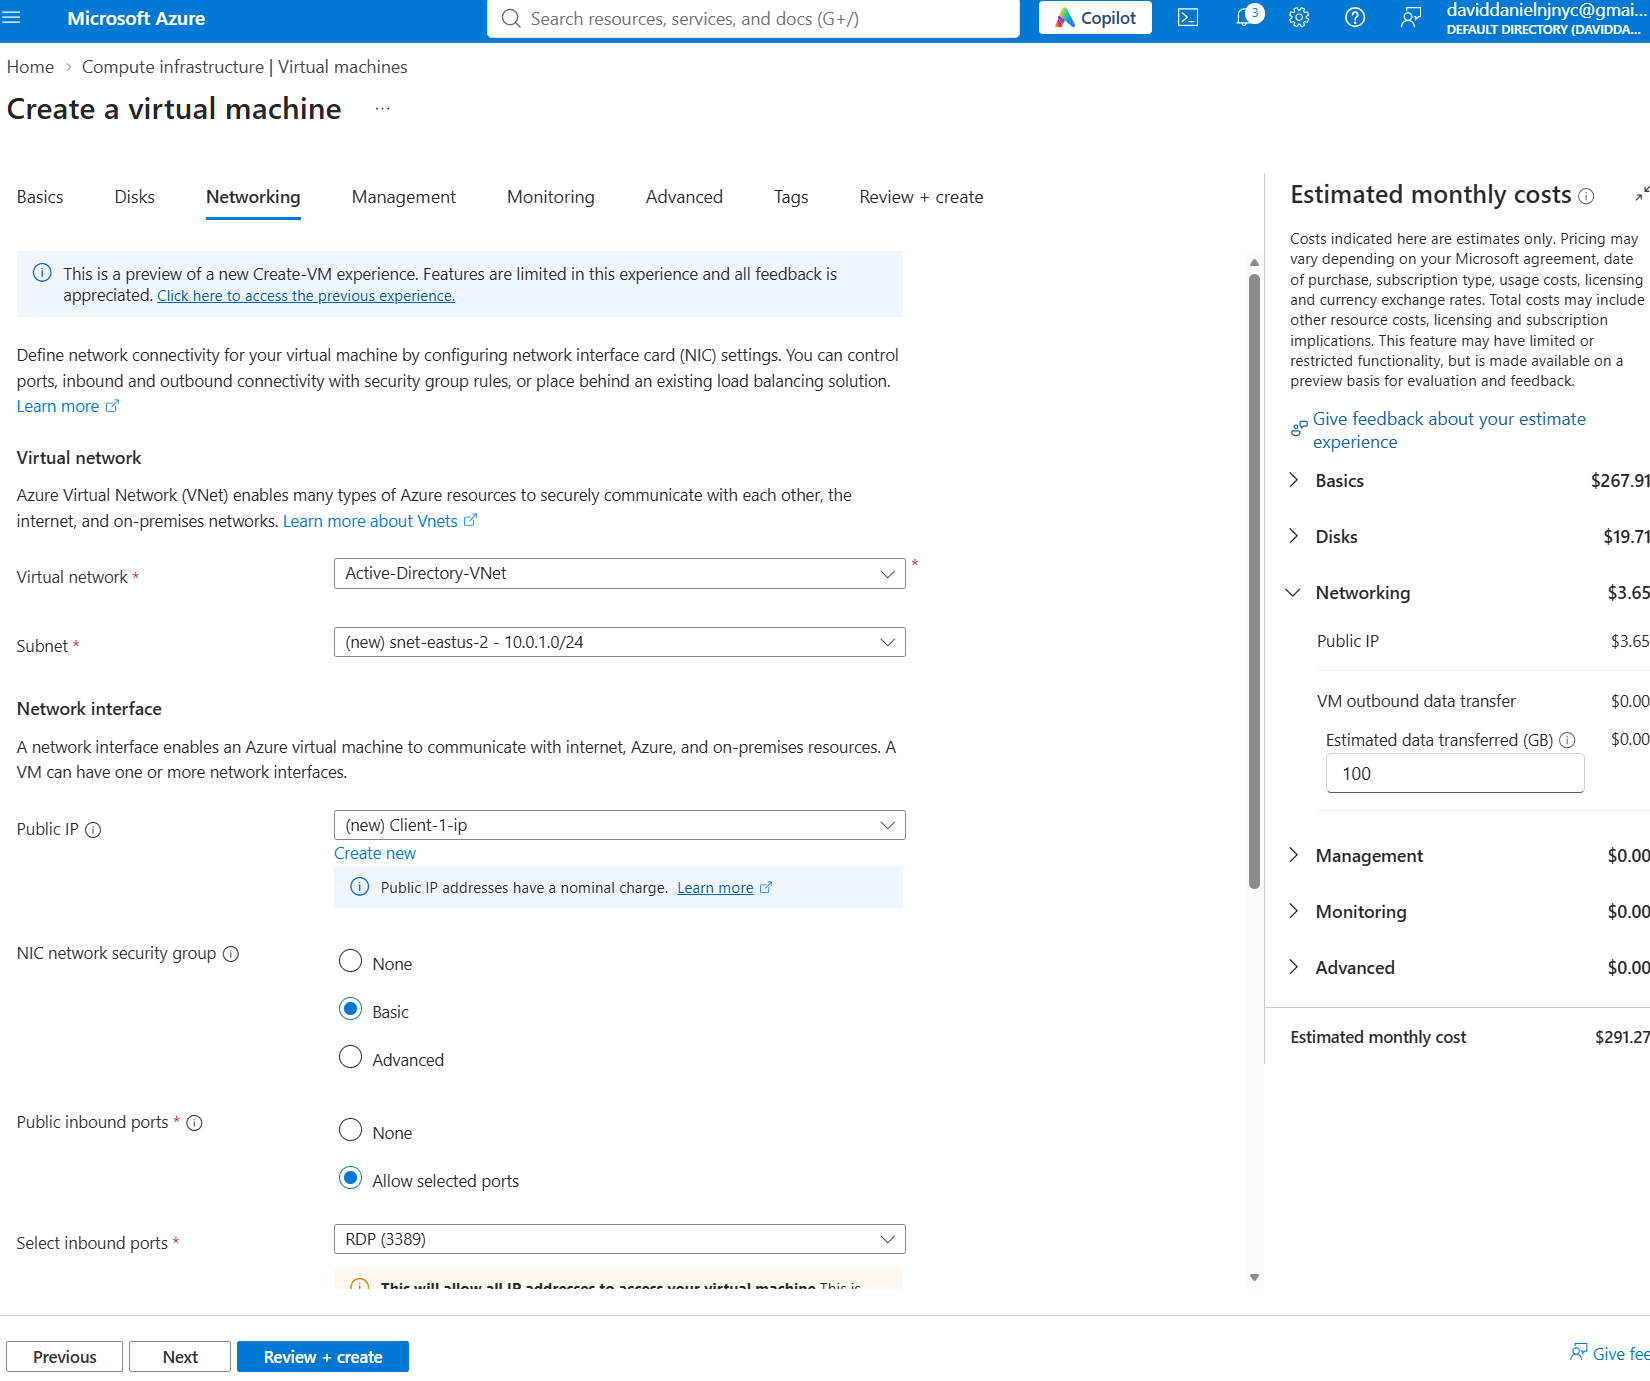 Microsoft Azure
Search resources, services, and docs (G+/)
Copilot
3
daviddanielnjnyc@gmai...
DEFAULT DIRECTORY (DAVIDDA...
Home > Compute infrastructure | Virtual machines
Create a virtual machine ...
Basics Disks Networking Management Monitoring Advanced Tags Review + create
This is a preview of a new Create-VM experience. Features are limited in this experience and all feedback is
appreciated. Click here to access the previous experience.
Define network connectivity for your virtual machine by configuring network interface card (NIC) settings. You can control
ports, inbound and outbound connectivity with security group rules, or place behind an existing load balancing solution.
Learn more
Virtual network
Azure Virtual Network (VNet) enables many types of Azure resources to securely communicate with each other, the
internet, and on-premises networks. Learn more about Vnets
Virtual network *
Active-Directory-VNet
*
Subnet *
(new) snet-eastus-2 - 10.0.1.0/24
Network interface
A network interface enables an Azure virtual machine to communicate with internet, Azure, and on-premises resources. A
VM can have one or more network interfaces.
Public IP
(new) Client-1-ip
Create new
Public IP addresses have a nominal charge. Learn more
NIC network security group
None
Basic
Advanced
Public inbound ports *
None
Allow selected ports
Select inbound ports *
RDP (3389)
This will allow all IP addresses to access your virtual machine This is
Previous
Next
Review + create
Estimated monthly costs
Costs indicated here are estimates only. Pricing may
vary depending on your Microsoft agreement, date
of purchase, subscription type, usage costs, licensing
and currency exchange rates. Total costs may include
other resource costs, licensing and subscription
implications. This feature may have limited or
restricted functionality, but is made available on a
preview basis for evaluation and feedback.
Give feedback about your estimate
experience
Basics $267.91
Disks $19.71
Networking $3.65
Public IP $3.65
VM outbound data transfer $0.00
Estimated data transferred (GB) $0.00
100
Management $0.00
Monitoring $0.00
Advanced $0.00
Estimated monthly cost $291.27
Give fee